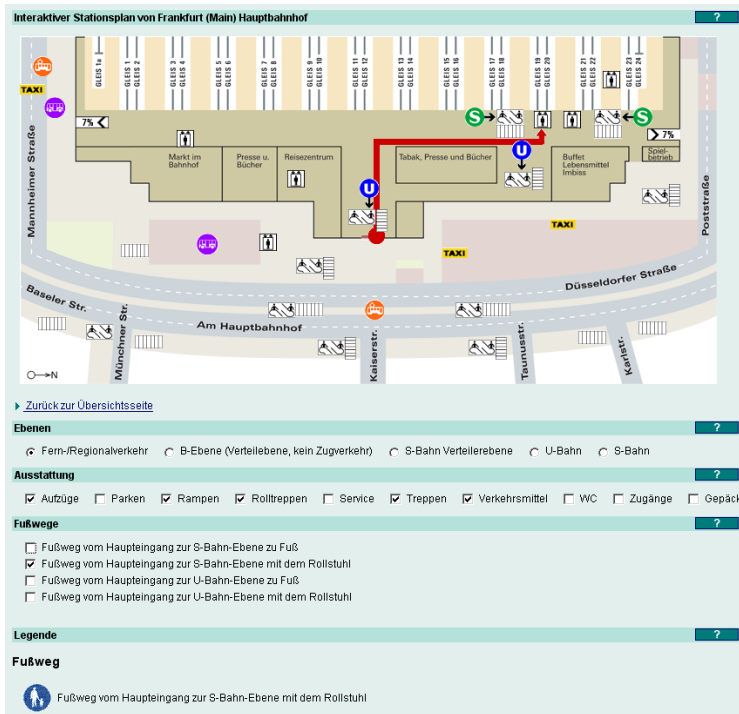 Interaktiver Stationsplan von Frankfurt (Main) Hauptbahnhof ?
GLEIS 1a
GLEIS 1
GLEIS 2
GLEIS 3
GLEIS 4
GLEIS 5
GLEIS 6
GLEIS 7
GLEIS 8
GLEIS 9
GLEIS 10
GLEIS 11
GLEIS 12
GLEIS 13
GLEIS 14
GLEIS 15
GLEIS 16
GLEIS 17
GLEIS 18
GLEIS 19
GLEIS 20
GLEIS 21
GLEIS 22
GLEIS 23
GLEIS 24
TAXI
S
S
7%
7%
Mannheimer Straße
Markt im
Bahnhof
Presse u.
Bücher
Reisezentrum
Tabak, Presse und Bücher
Buffet
Lebensmittel
Imbiss
Spiel-
betrieb
U
U
Poststraße
TAXI
TAXI
Düsseldorfer Straße
Baseler Str.
Am Hauptbahnhof
Münchner Str.
Kaiserstr.
Taunusstr.
Karlstr.
N
Zurück zur Übersichtsseite
Ebenen ?
Fern-/Regionalverkehr B-Ebene (Verteilebene, kein Zugverkehr) S-Bahn Verteilerebene U-Bahn S-Bahn
Ausstattung ?
Aufzüge Parken Rampen Rolltreppen Service Treppen Verkehrsmittel WC Zugänge Gepäck
Fußwege ?
Fußweg vom Haupteingang zur S-Bahn-Ebene zu Fuß
Fußweg vom Haupteingang zur S-Bahn-Ebene mit dem Rollstuhl
Fußweg vom Haupteingang zur U-Bahn-Ebene zu Fuß
Fußweg vom Haupteingang zur U-Bahn-Ebene mit dem Rollstuhl
Legende ?
Fußweg
Fußweg vom Haupteingang zur S-Bahn-Ebene mit dem Rollstuhl